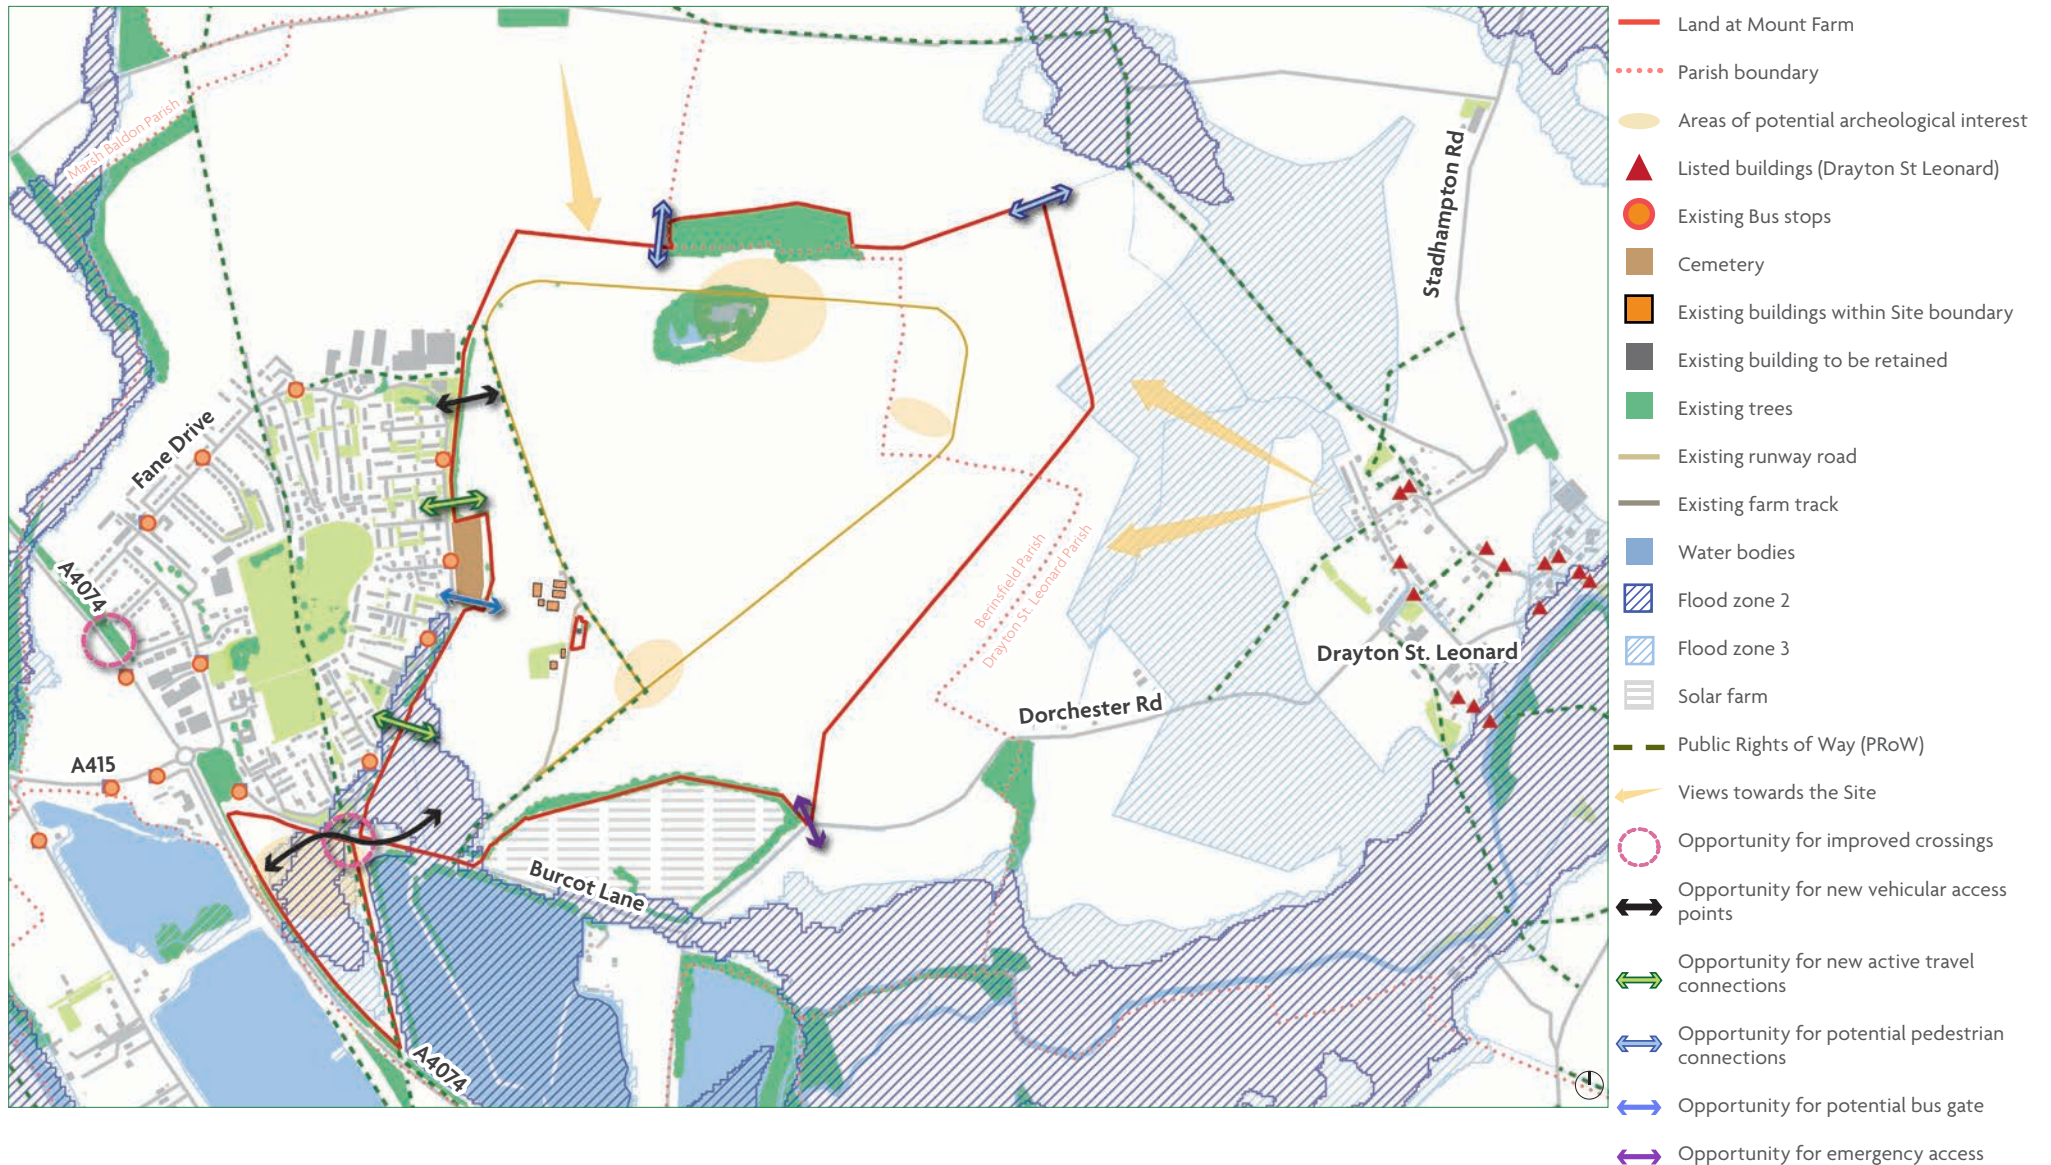 Marsh Baldon Parish
Stadhampton Rd
Fane Drive
A4074
Berinsfield Parish
Drayton St. Leonard Parish
Drayton St. Leonard
Dorchester Rd
A415
Burcot Lane
A4074
Land at Mount Farm
Parish boundary
Areas of potential archeological interest
Listed buildings (Drayton St Leonard)
Existing Bus stops
Cemetery
Existing buildings within Site boundary
Existing building to be retained
Existing trees
Existing runway road
Existing farm track
Water bodies
Flood zone 2
Flood zone 3
Solar farm
Public Rights of Way (PRoW)
Views towards the Site
Opportunity for improved crossings
Opportunity for new vehicular access
points
Opportunity for new active travel
connections
Opportunity for potential pedestrian
connections
Opportunity for potential bus gate
Opportunity for emergency access